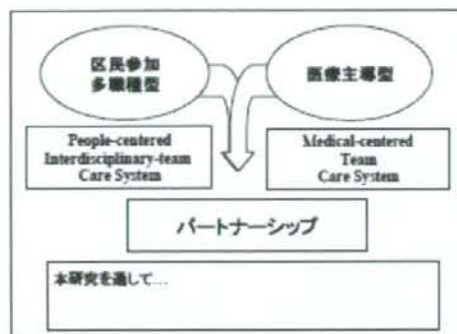 区民参加
多職種型
医療主導型
People-centered
Interdisciplinary-team
Care System
Medical-centered
Team
Care System
パートナーシップ
本研究を通して…